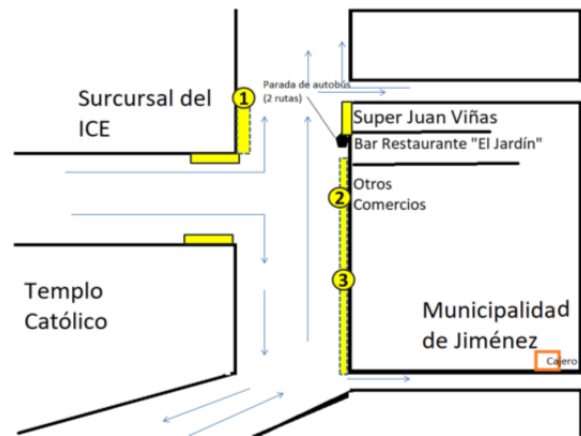 Surcursal del
ICE
1
Parada de autobús
(2 rutas)
Super Juan Viñas
Bar Restaurante "El Jardín"
Otros
Comercios
2
3
Templo
Católico
Municipalidad
de Jiménez
Cajero